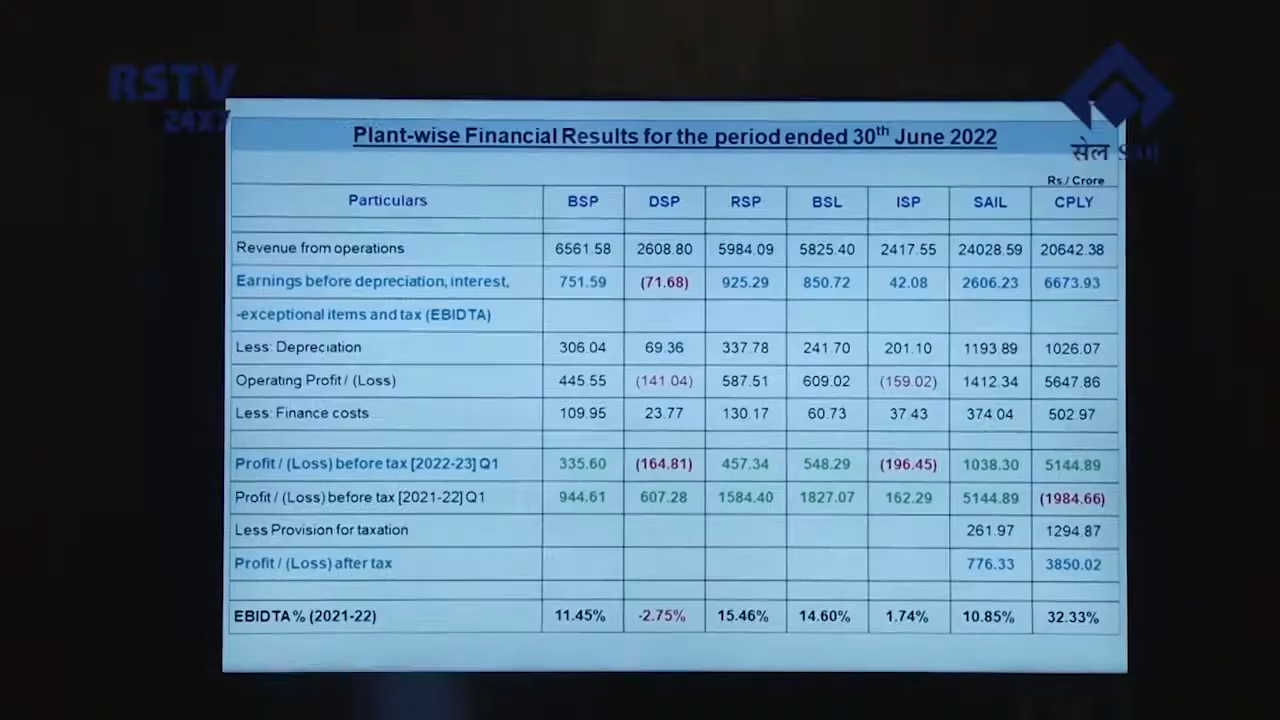 RSTV
24X7
सेल SAIL
Plant-wise Financial Results for the period ended 30th June 2022
Rs./ Crore
Particulars BSP DSP RSP BSL ISP SAIL CPLY
Revenue from operations 6561.58 2608.80 5984.09 5825.40 2417.55 24028.59 20642.38
Earnings before depreciation, interest, 751.59 (71.68) 925.29 850.72 42.08 2606.23 6673.93
-exceptional items and tax (EBIDTA)
Less: Depreciation 306.04 69.36 337.78 241.70 201.10 1193.89 1026.07
Operating Profit / (Loss) 445.55 (141.04) 587.51 609.02 (159.02) 1412.34 5647.86
Less: Finance costs 109.95 23.77 130.17 60.73 37.43 374.04 502.97
Profit / (Loss) before tax [2022-23] Q1 335.60 (164.81) 457.34 548.29 (196.45) 1038.30 5144.89
Profit / (Loss) before tax [2021-22] Q1 944.61 607.28 1584.40 1827.07 162.29 5144.89 (1984.66)
Less Provision for taxation 261.97 1294.87
Profit / (Loss) after tax 776.33 3850.02
EBIDTA % (2021-22) 11.45% -2.75% 15.46% 14.60% 1.74% 10.85% 32.33%